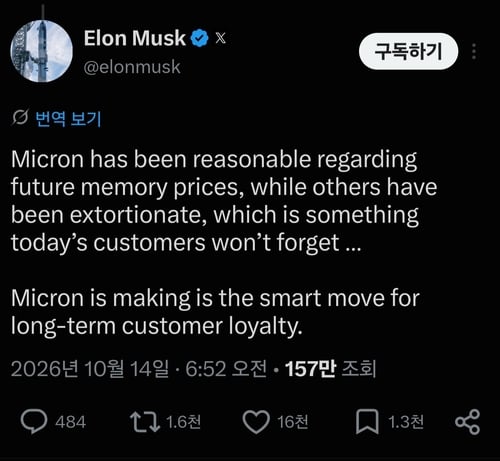 Elon Musk X
@elonmusk
구독하기
번역 보기
Micron has been reasonable regarding
future memory prices, while others have
been extortionate, which is something
today’s customers won’t forget ...
Micron is making is the smart move for
long-term customer loyalty.
2026년 10월 14일 · 6:52 오전 · 157만 조회
484 1.6천 16천 1.3천